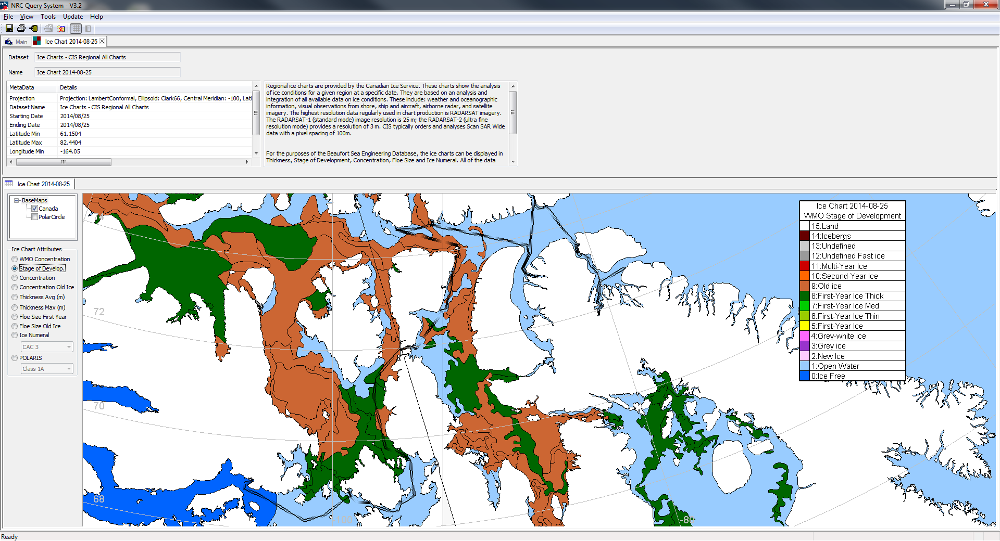 NRC Query System - V3.2
File View Tools Update Help
Main Ice Chart 2014-08-25
Dataset Ice Charts - CIS Regional All Charts
Name Ice Chart 2014-08-25
MetaData Details
Projection Projection: LambertConformal, Ellipsoid: Clark66, Central Meridian: -100, Lati
Dataset Name Ice Charts - CIS Regional All Charts
Starting Date 2014/08/25
Ending Date 2014/08/25
Latitude Min 61.1504
Latitude Max 82.4404
Longitude Min -164.05
Regional ice charts are provided by the Canadian Ice Service. These charts show the analysis
of ice conditions for a given region at a specific date. They are based on an analysis and
integration of all available data on ice conditions. These include: weather and oceanographic
information, visual observations from shore, ship and aircraft, airborne radar, and satellite
imagery. The highest resolution data regularly used in chart production is RADARSAT imagery.
The RADARSAT-1 (standard mode) image resolution is 25 m; the RADARSAT-2 (ultra fine
resolution mode) provides a resolution of 3 m. CIS typically orders and analyses Scan SAR Wide
data with a pixel spacing of 100m.
For the purposes of the Beaufort Sea Engineering Database, the ice charts can be displayed in
Thickness, Stage of Development, Concentration, Floe Size and Ice Numeral. All of the data
Ice Chart 2014-08-25
BaseMaps
Canada
PolarCircle
Ice Chart Attributes
WMO Concentration
Stage of Develop.
Concentration
Concentration Old Ice
Thickness Avg (m)
Thickness Max (m)
Floe Size First Year
Floe Size Old Ice
Ice Numeral
CAC 3
POLARIS
Class 1A
72
70
68
100
-80
Ice Chart 2014-08-25
WMO Stage of Development
15:Land
14:Icebergs
13:Undefined
12:Undefined Fast ice
11:Multi-Year Ice
10:Second-Year Ice
9:Old ice
8:First-Year Ice Thick
7:First-Year Ice Med
6:First-Year Ice Thin
5:First-Year Ice
4:Grey-white ice
3:Grey ice
2:New Ice
1:Open Water
0:Ice Free
Ready